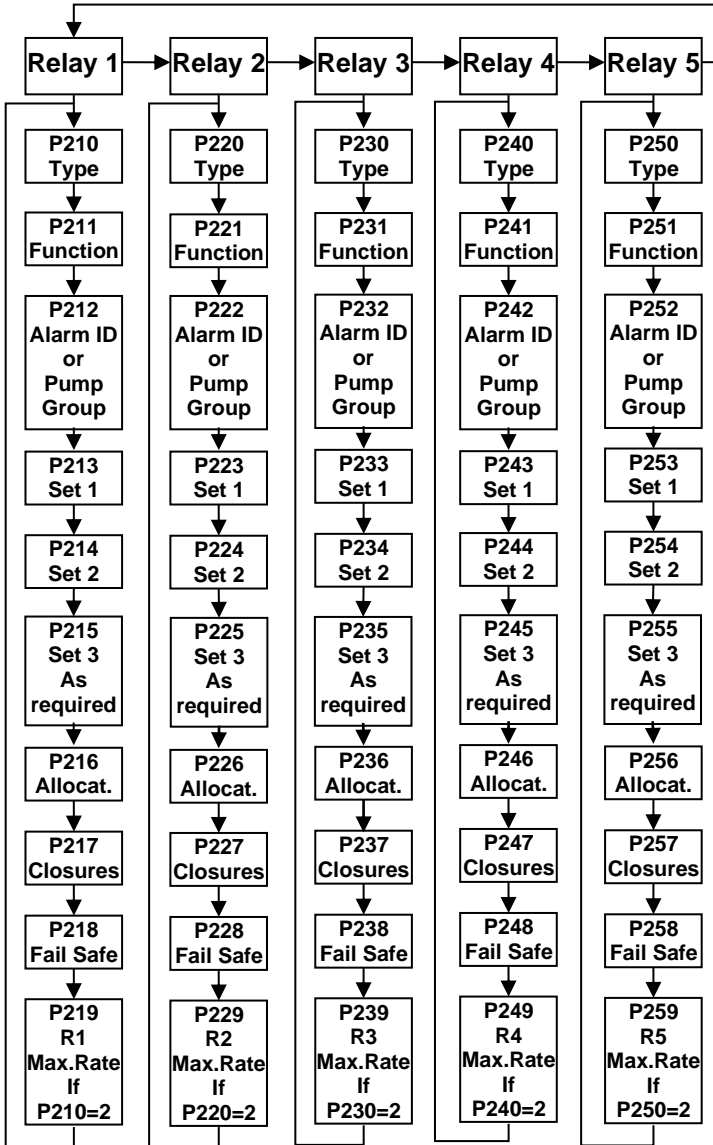 Relay 1
Relay 2
Relay 3
Relay 4
Relay 5
P210
Type
P211
Function
P212
Alarm ID
or
Pump
Group
P213
Set 1
P214
Set 2
P215
Set 3
As
required
P216
Allocat.
P217
Closures
P218
Fail Safe
P219
R1
Max.Rate
If
P210=2
P220
Type
P221
Function
P222
Alarm ID
or
Pump
Group
P223
Set 1
P224
Set 2
P225
Set 3
As
required
P226
Allocat.
P227
Closures
P228
Fail Safe
P229
R2
Max.Rate
If
P220=2
P230
Type
P231
Function
P232
Alarm ID
or
Pump
Group
P233
Set 1
P234
Set 2
P235
Set 3
As
required
P236
Allocat.
P237
Closures
P238
Fail Safe
P239
R3
Max.Rate
If
P230=2
P240
Type
P241
Function
P242
Alarm ID
or
Pump
Group
P243
Set 1
P244
Set 2
P245
Set 3
As
required
P246
Allocat.
P247
Closures
P248
Fail Safe
P249
R4
Max.Rate
If
P240=2
P250
Type
P251
Function
P252
Alarm ID
or
Pump
Group
P253
Set 1
P254
Set 2
P255
Set 3
As
required
P256
Allocat.
P257
Closures
P258
Fail Safe
P259
R5
Max.Rate
If
P250=2